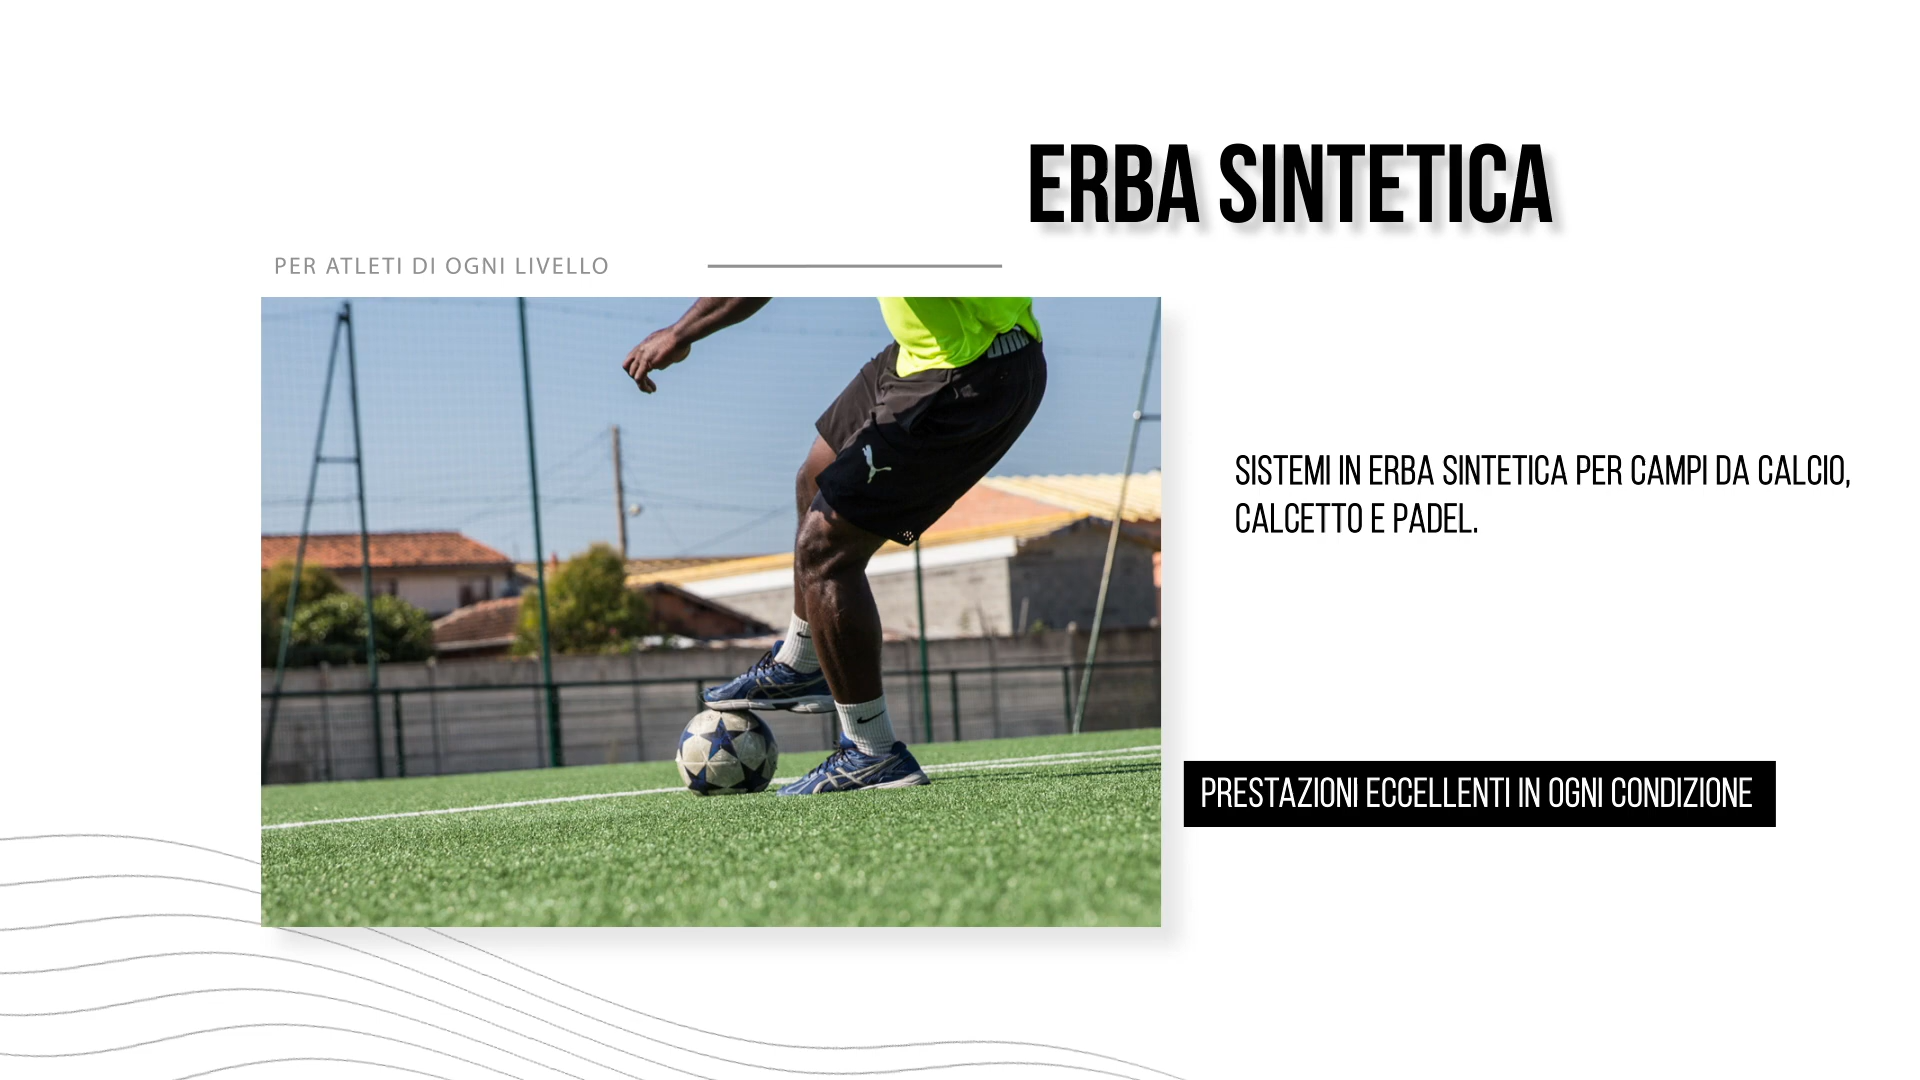 ERBA SINTETICA
PER ATLETI DI OGNI LIVELLO
SISTEMI IN ERBA SINTETICA PER CAMPI DA CALCIO,
CALCETTO E PADEL.
PRESTAZIONI ECCELLENTI IN OGNI CONDIZIONE